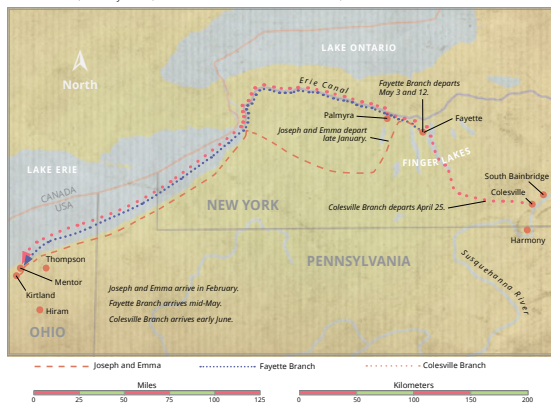 LAKE ONTARIO
North
Erie Canal
Fayette Branch departs
May 3 and 12.
Palmyra
Fayette
Joseph and Emma depart
late January.
FINGER LAKES
LAKE ERIE
South Bainbridge
CANADA
USA
Colesville
NEW YORK
Colesville Branch departs April 25.
Harmony
Thompson
PENNSYLVANIA
Susquehanna River
Mentor
Joseph and Emma arrive in February.
Kirtland
Fayette Branch arrives mid-May.
Hiram
Colesville Branch arrives early June.
OHIO
Joseph and Emma
Fayette Branch
Colesville Branch
Miles
Kilometers
0 25 50 75 100 125
0 50 100 150 200